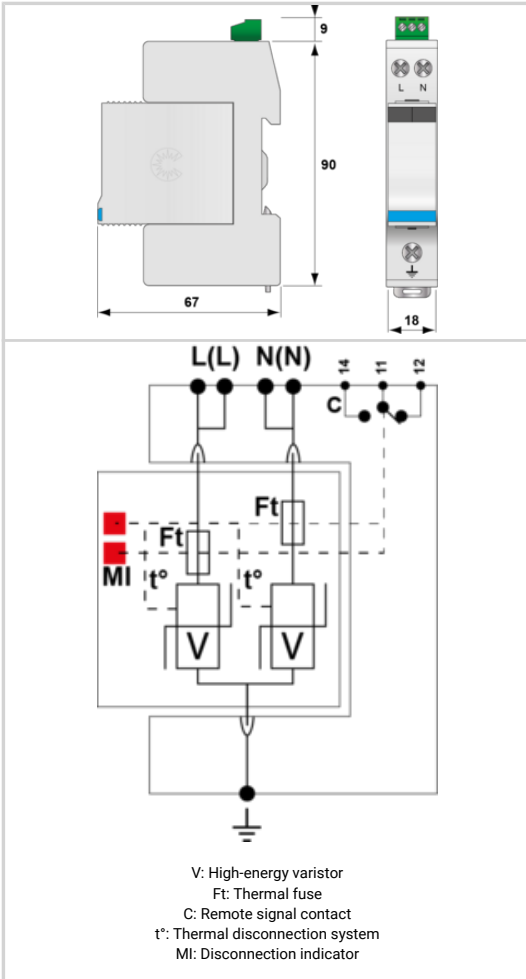 9
L N
90
67
18
L(L) N(N)
14
11
12
C
Ft
Ft
MI
t°
t°
V
V
V: High-energy varistor
Ft: Thermal fuse
C: Remote signal contact
t°: Thermal disconnection system
MI: Disconnection indicator